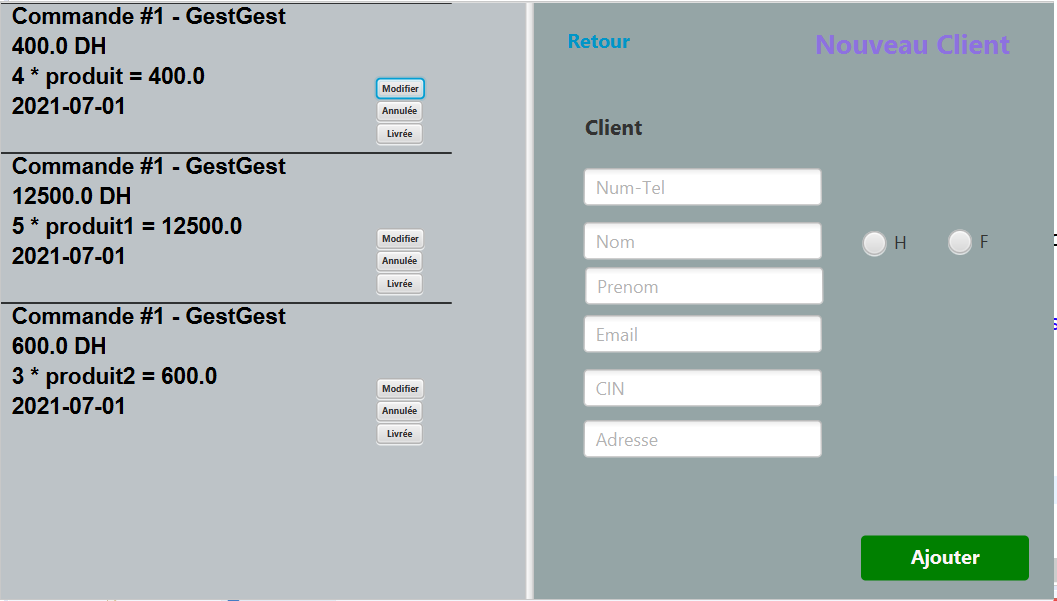 Commande #1 - GestGest
400.0 DH
4 * produit = 400.0
2021-07-01
Modifier
Annulée
Livrée
Commande #1 - GestGest
12500.0 DH
5 * produit1 = 12500.0
2021-07-01
Modifier
Annulée
Livrée
Commande #1 - GestGest
600.0 DH
3 * produit2 = 600.0
2021-07-01
Modifier
Annulée
Livrée
Retour
Nouveau Client
Client
Num-Tel
Nom
H F
Prenom
Email
CIN
Adresse
Ajouter